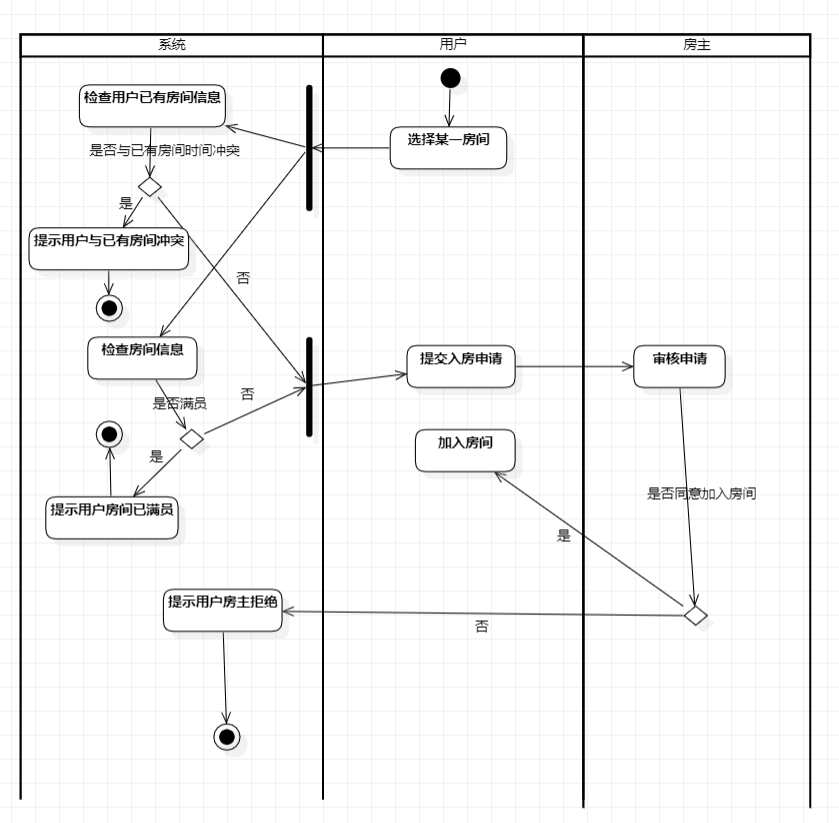 系统
用户
房主
检查用户已有房间信息
选择某一房间
是否与已有房间时间冲突
是
提示用户与已有房间冲突
否
检查房间信息
提交入房申请
审核申请
是否满员
否
加入房间
是
是否同意加入房间
提示用户房间已满员
是
提示用户房主拒绝
否